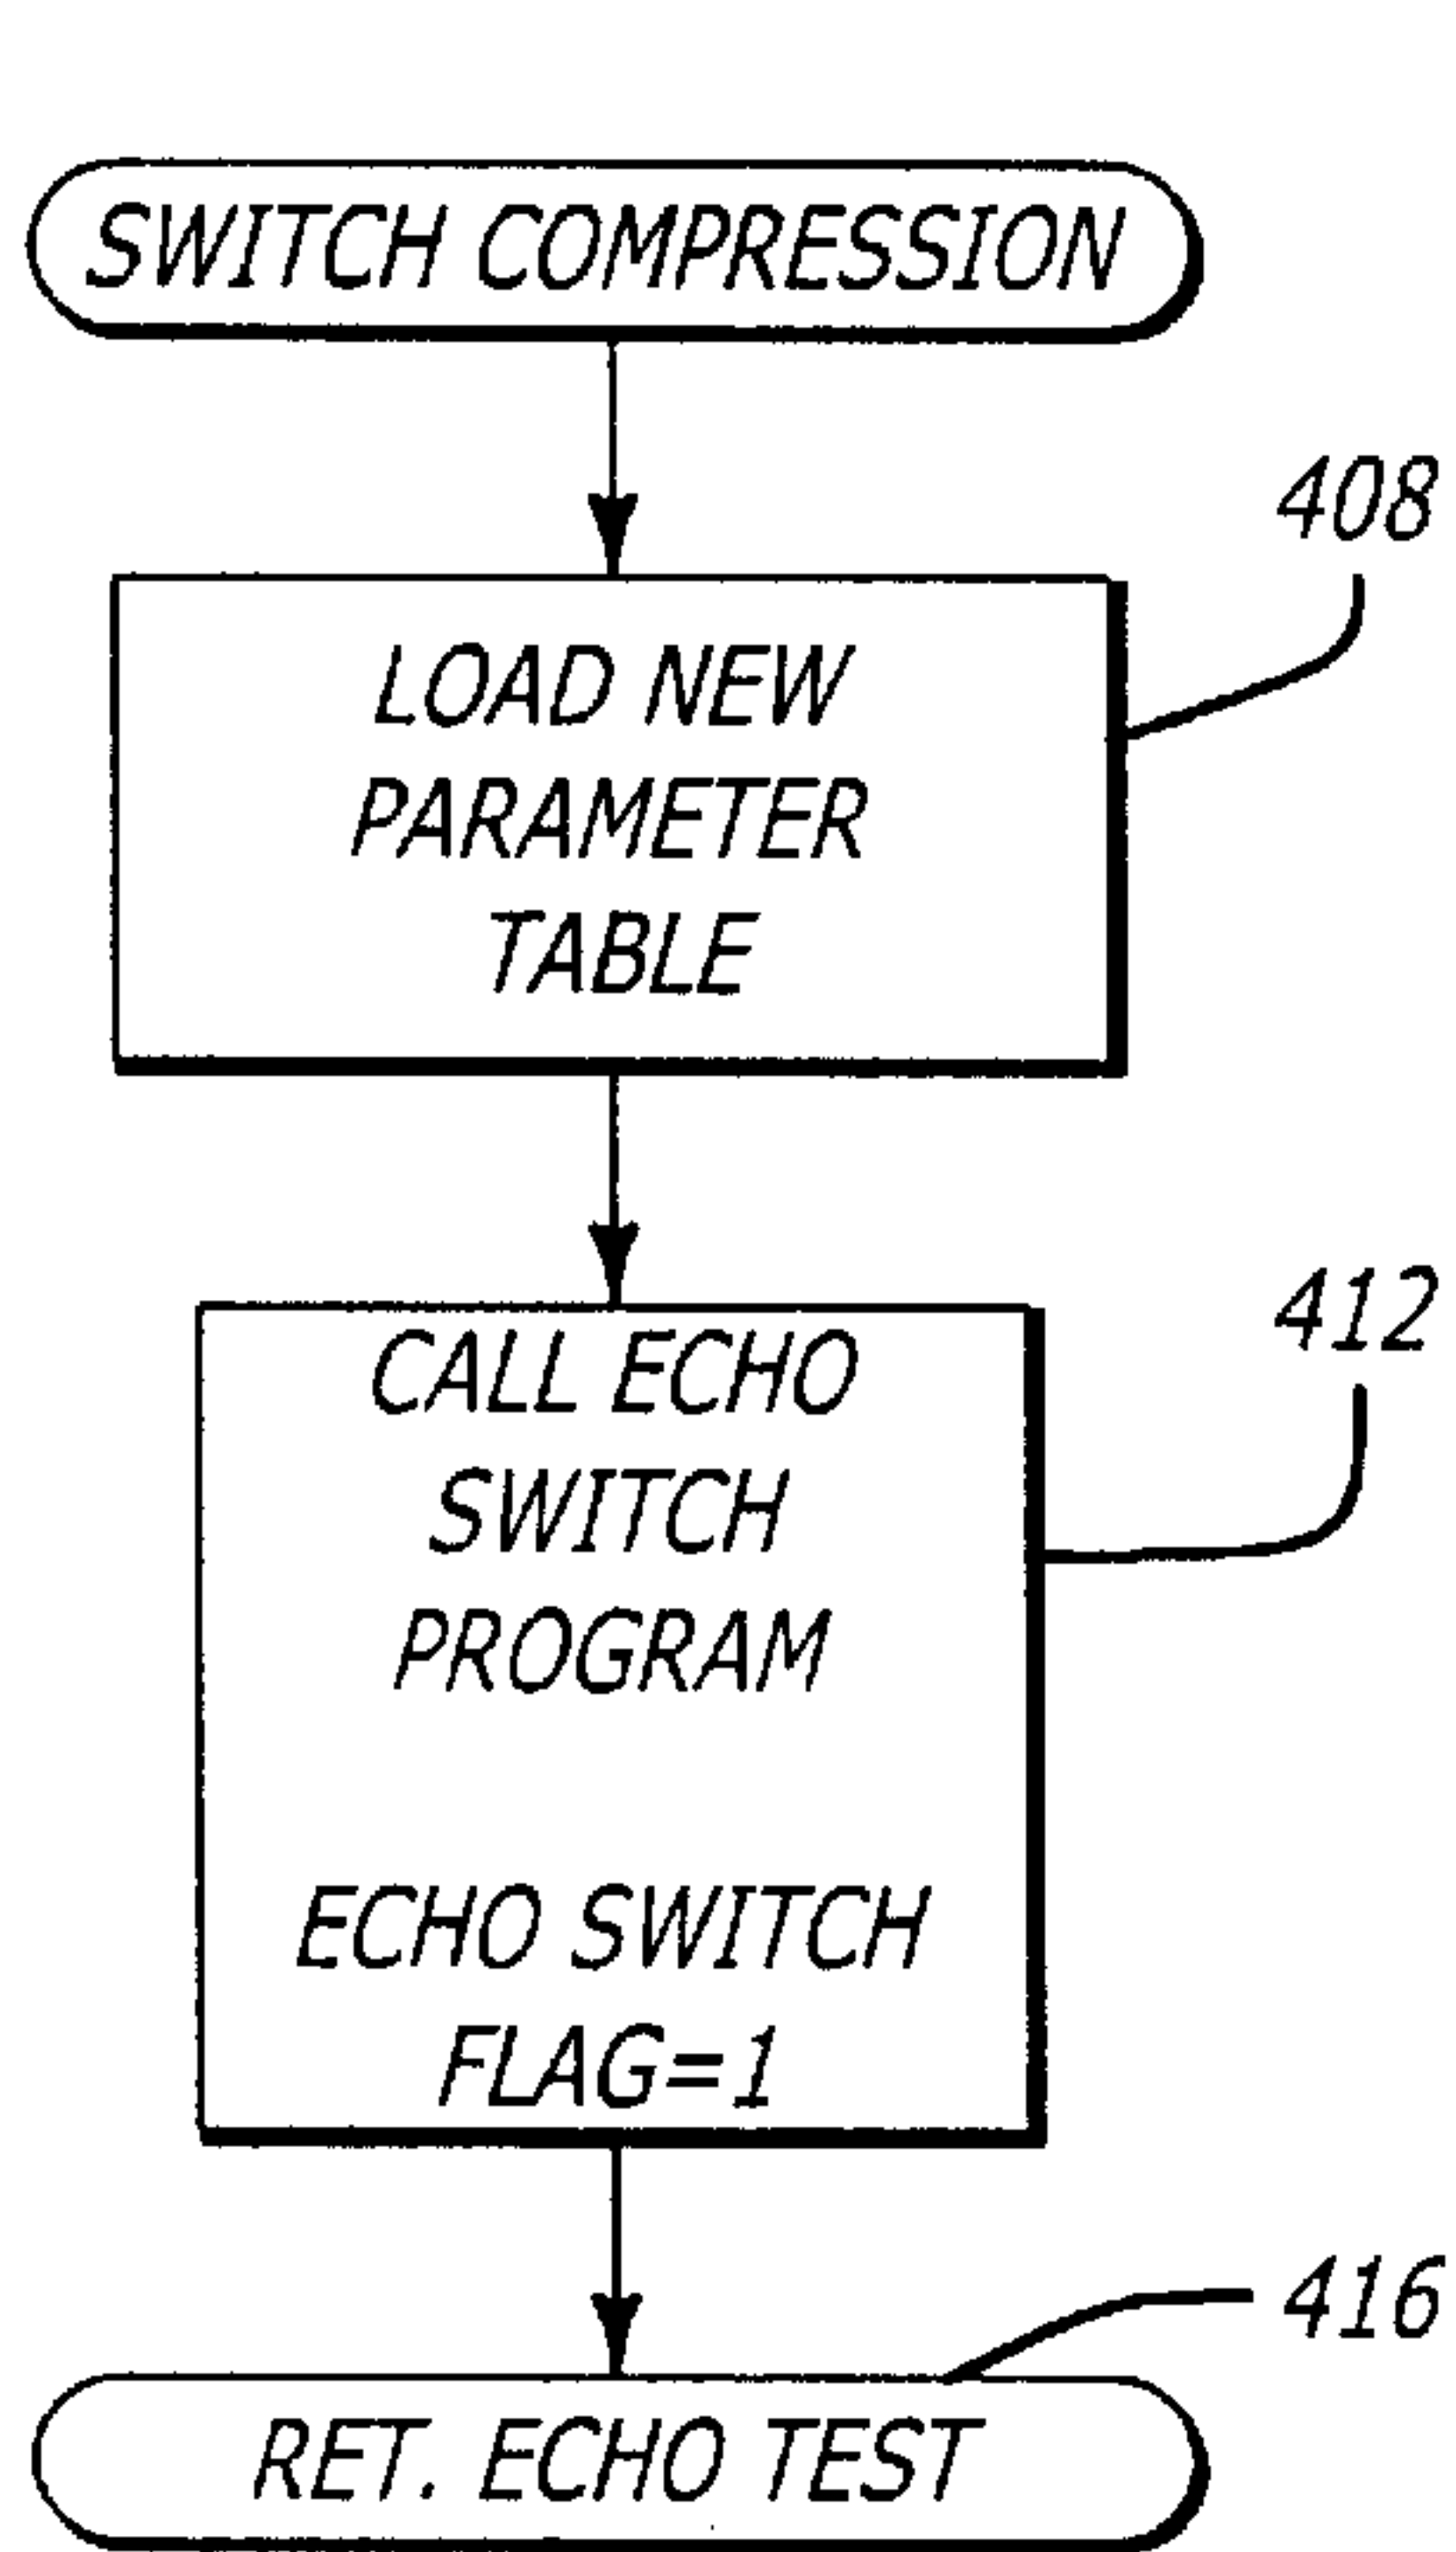 SWITCH COMPRESSION
408
LOAD NEW
PARAMETER
TABLE
412
CALL ECHO
SWITCH
PROGRAM
ECHO SWITCH
FLAG=1
416
RET. ECHO TEST